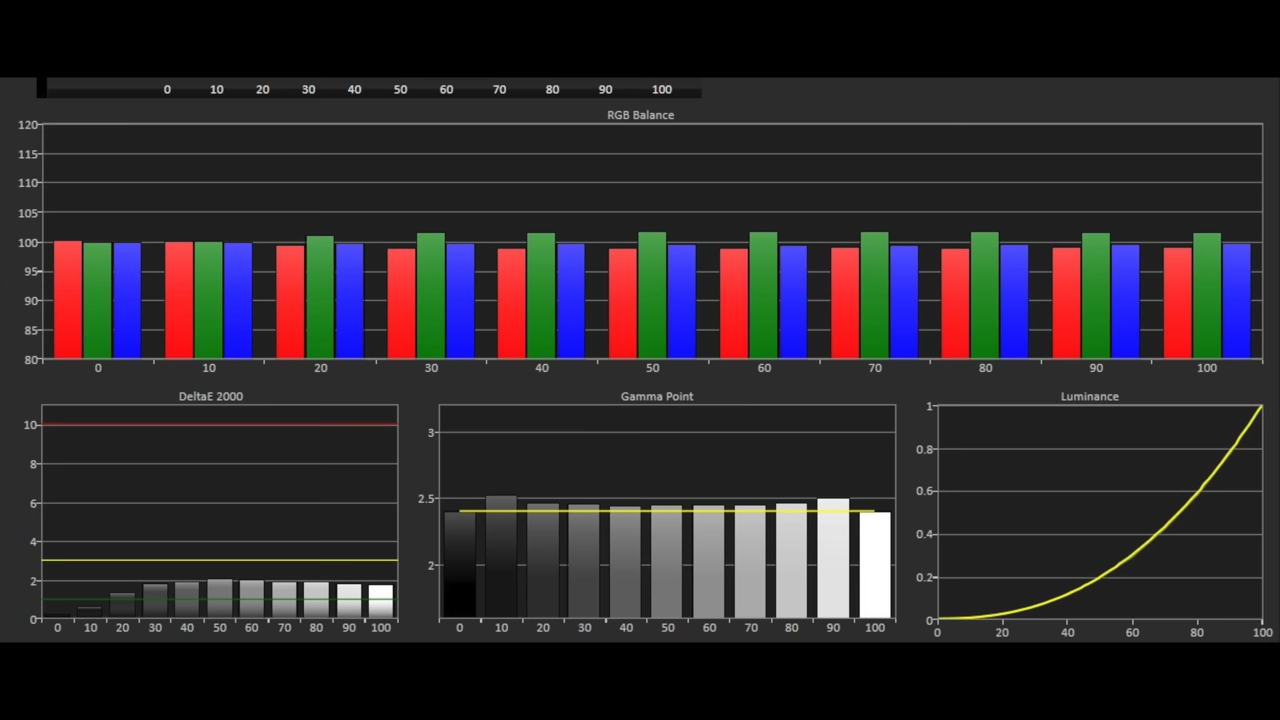 0 10 20 30 40 50 60 70 80 90 100
RGB Balance
120
115
110
105
100
95
90
85
80
0 10 20 30 40 50 60 70 80 90 100
DeltaE 2000
10
8
6
4
2
0
0 10 20 30 40 50 60 70 80 90 100
Gamma Point
3
2.5
2
0 10 20 30 40 50 60 70 80 90 100
Luminance
1
0.8
0.6
0.4
0.2
0
0 20 40 60 80 100